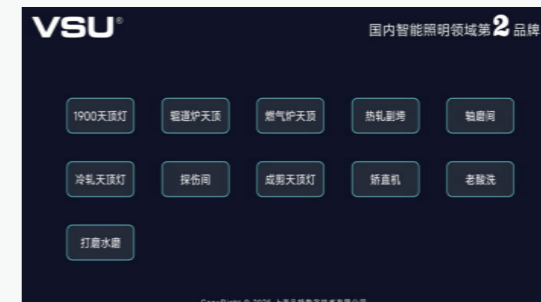 VSU®
国内智能照明领域第2品牌
1900天顶灯
辊道炉天顶
燃气炉天顶
热轧副垮
轴磨间
冷轧天顶灯
探伤间
成剪天顶灯
矫直机
老酸洗
打磨水磨